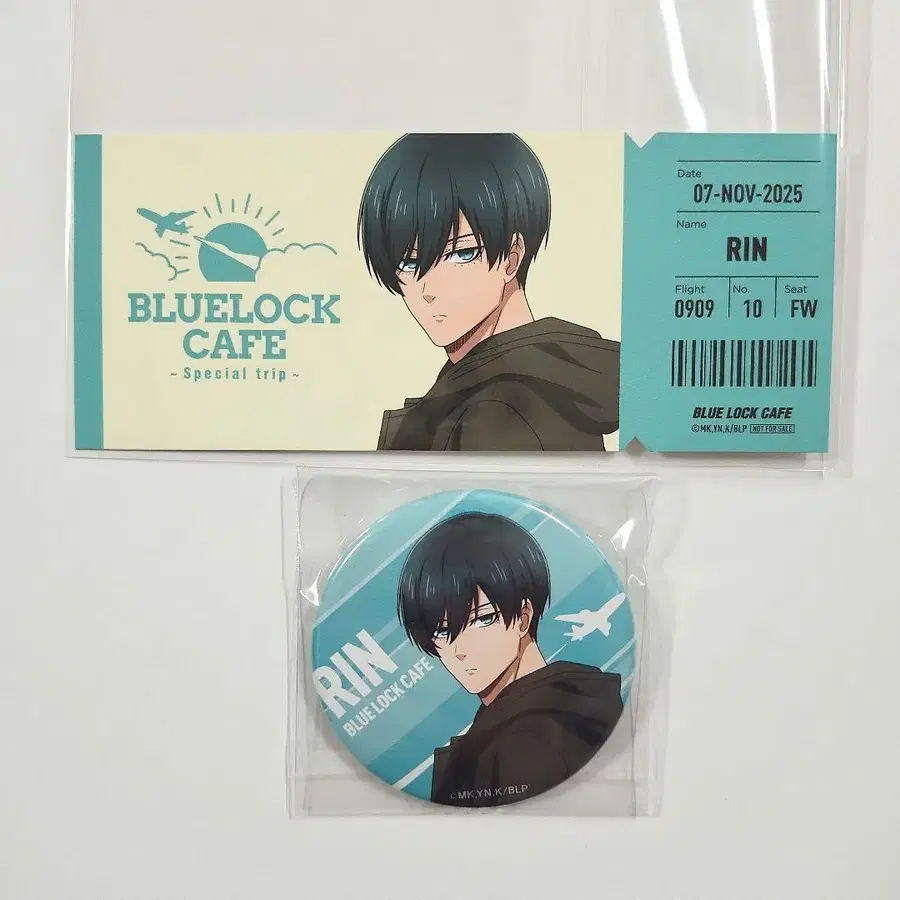 BLUELOCK
CAFE
~ Special trip ~
Date
07-NOV-2025
Name
RIN
Flight No. Seat
0909 10 FW
BLUE LOCK CAFE
©MK,YN,K/BLP NOT FOR SALE
RIN
BLUE LOCK CAFE
©MK,YN,K/BLP